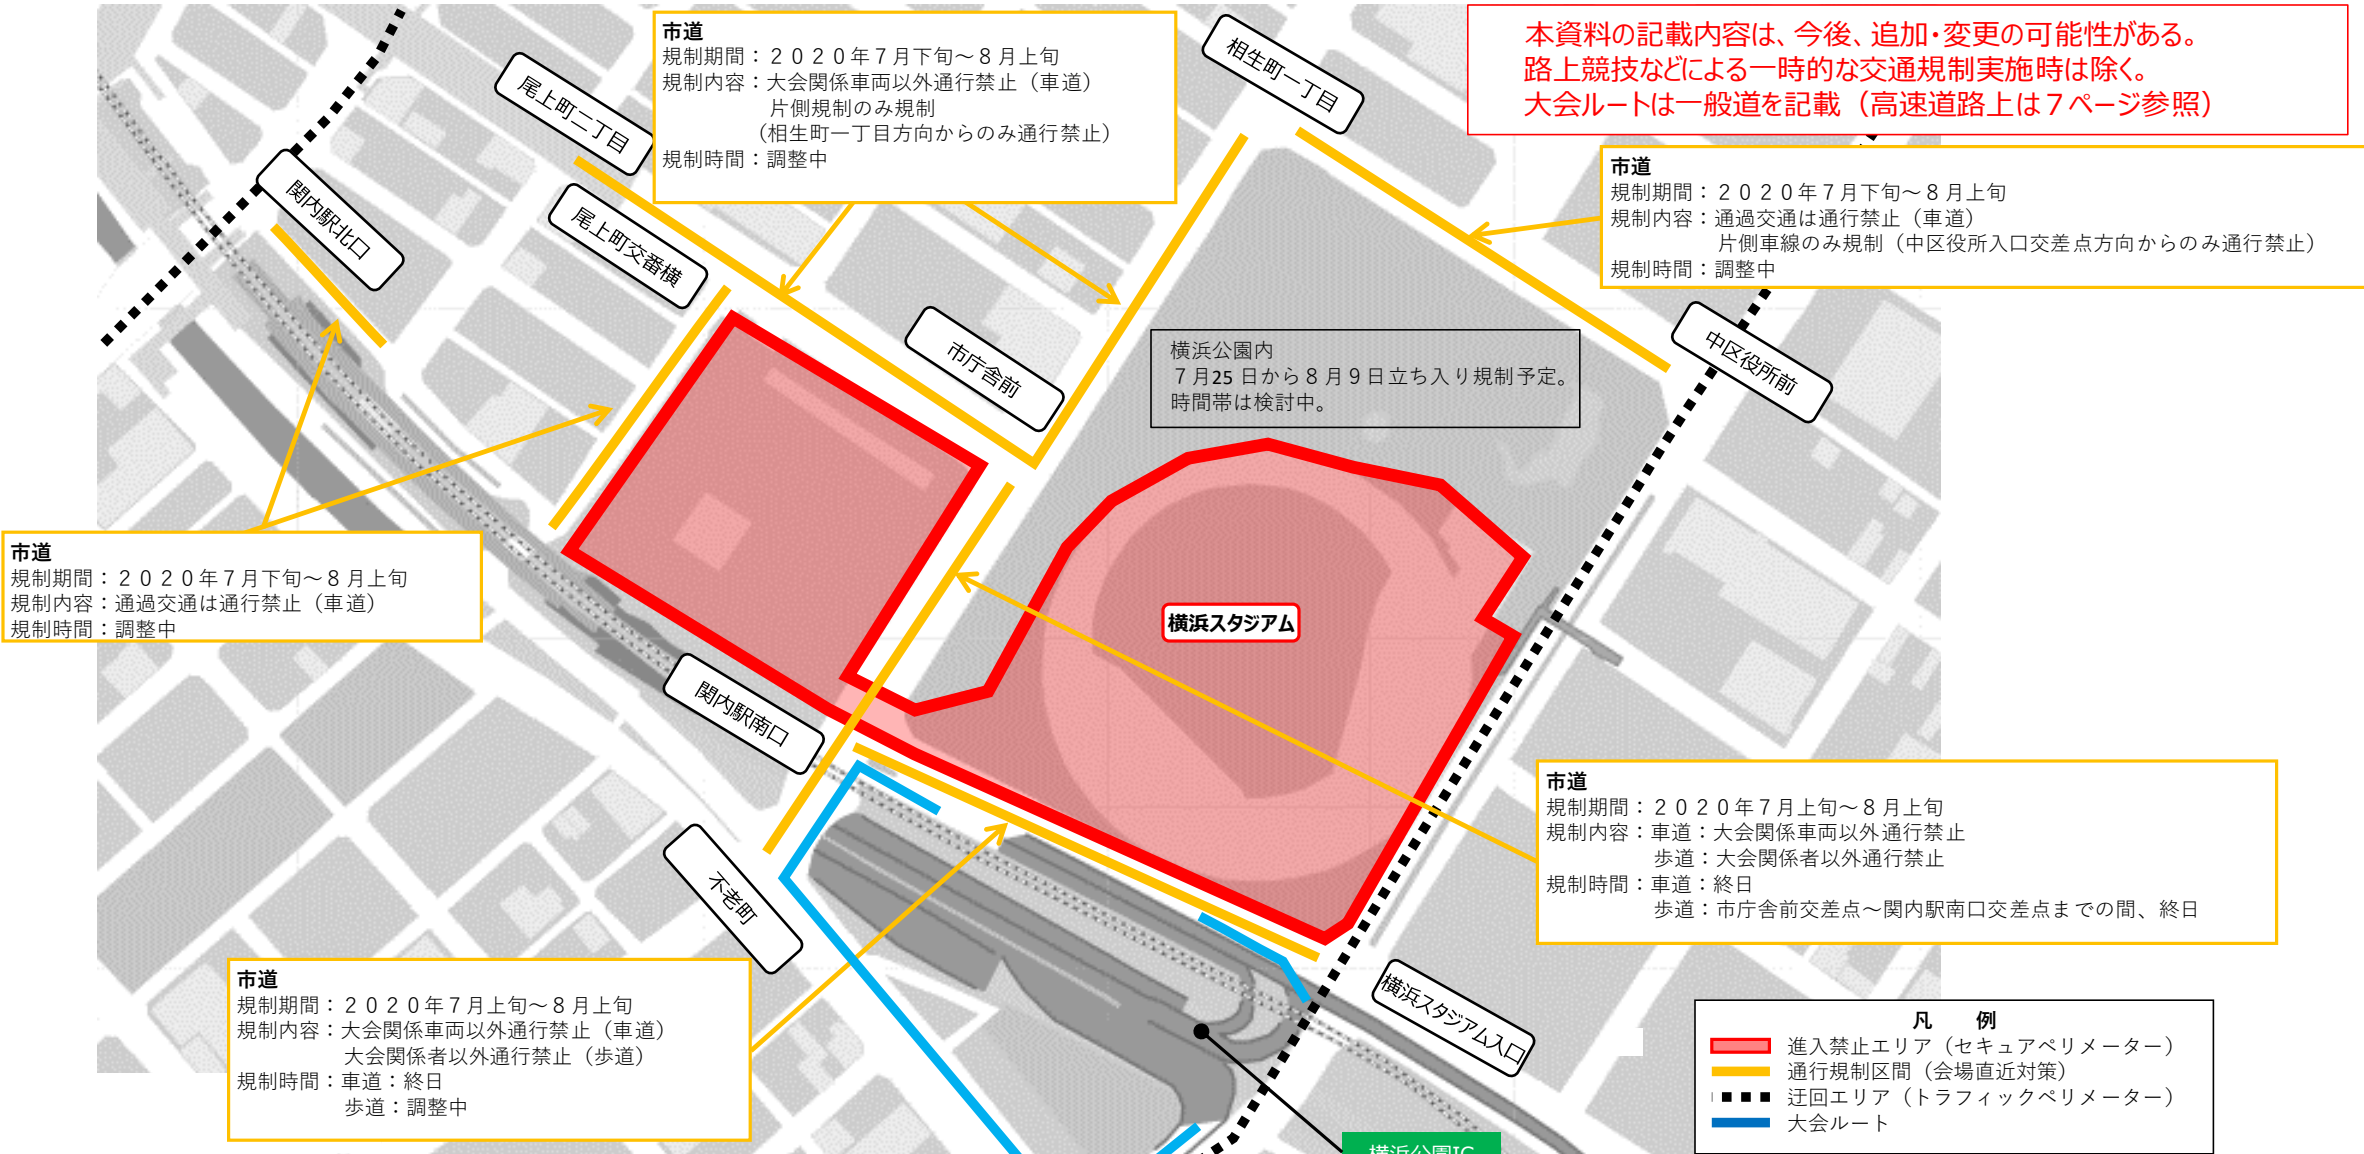 市道
規制期間：２０２０年７月下旬～８月上旬
規制内容：大会関係車両以外通行禁止（車道）
片側規制のみ規制
（相生町一丁目方向からのみ通行禁止）
規制時間：調整中
本資料の記載内容は、今後、追加・変更の可能性がある。
路上競技などによる一時的な交通規制実施時は除く。
大会ルートは一般道を記載（高速道路上は７ページ参照）
相生町一丁目
尾上町二丁目
関内駅北口
尾上町交番横
市道
規制期間：２０２０年７月下旬～８月上旬
規制内容：通過交通は通行禁止（車道）
片側車線のみ規制（中区役所入口交差点方向からのみ通行禁止）
規制時間：調整中
市庁舎前
中区役所前
横浜公園内
７月25日から８月９日立ち入り規制予定。
時間帯は検討中。
市道
規制期間：２０２０年７月下旬～８月上旬
規制内容：通過交通は通行禁止（車道）
規制時間：調整中
横浜スタジアム
関内駅南口
市道
規制期間：２０２０年７月上旬～８月上旬
規制内容：車道：大会関係車両以外通行禁止
歩道：大会関係者以外通行禁止
規制時間：車道：終日
歩道：市庁舎前交差点～関内駅南口交差点までの間、終日
不老町
市道
規制期間：２０２０年７月上旬～８月上旬
規制内容：大会関係車両以外通行禁止（車道）
大会関係者以外通行禁止（歩道）
規制時間：車道：終日
歩道：調整中
横浜スタジアム入口
凡　例
進入禁止エリア（セキュアペリメーター）
通行規制区間（会場直近対策）
迂回エリア（トラフィックペリメーター）
大会ルート
横浜公園IC